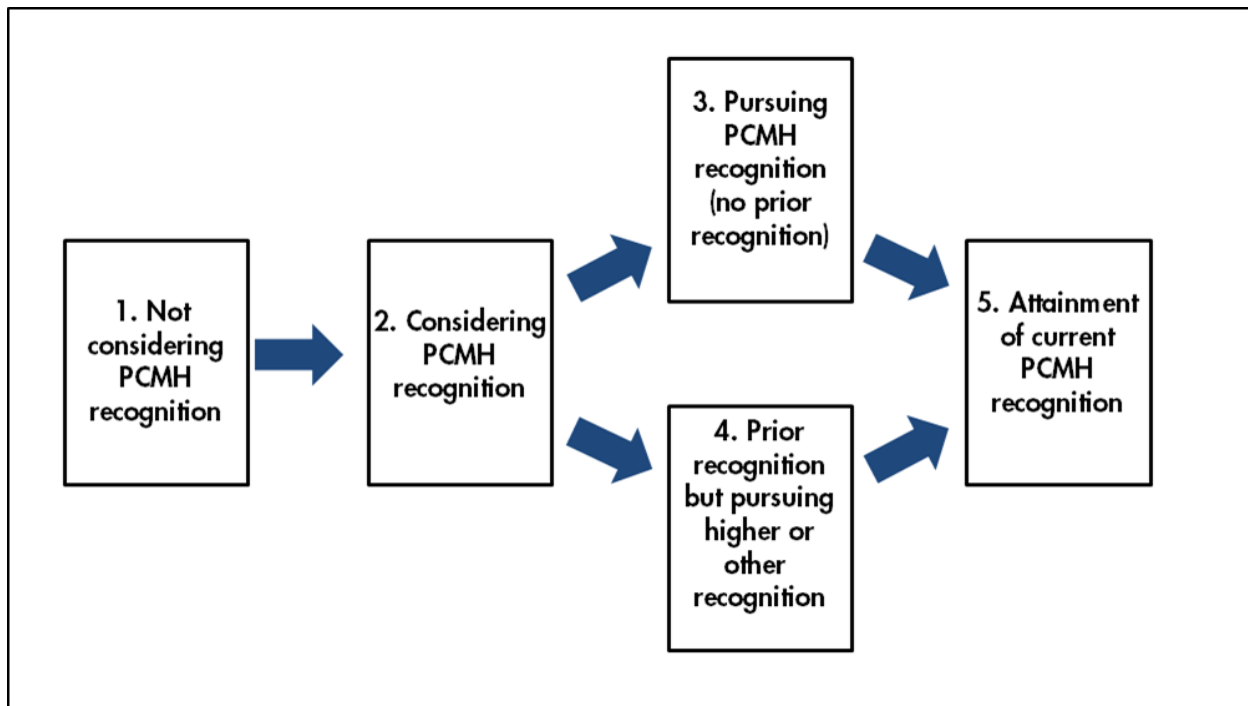 1. Not
considering
PCMH
recognition
2. Considering
PCMH
recognition
3. Pursuing
PCMH
recognition
(no prior
recognition)
4. Prior
recognition
but pursuing
higher or
other
recognition
5. Attainment
of current
PCMH
recognition